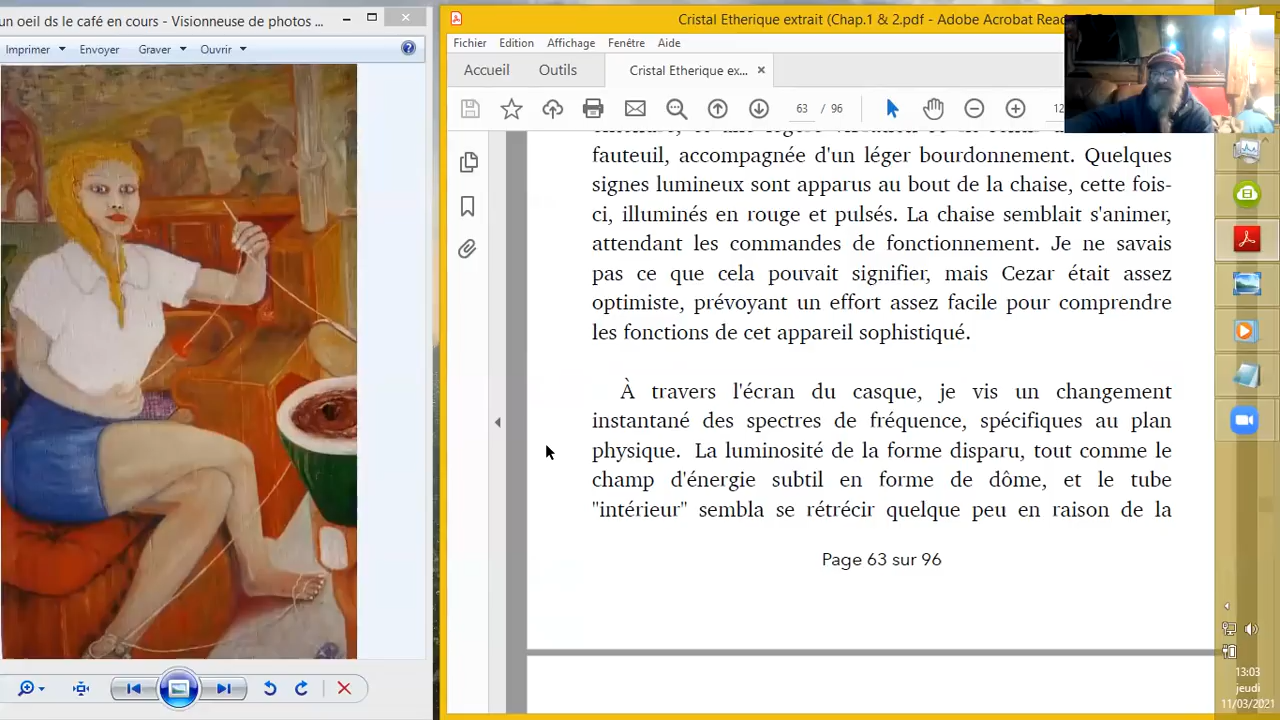 un oeil ds le café en cours - Visionneuse de photos ...
Imprimer
Envoyer
Graver
Ouvrir
Cristal Etherique extrait (Chap.1 & 2.pdf - Adobe Acrobat
Fichier
Edition
Affichage
Fenêtre
Aide
Accueil
Outils
Cristal Etherique ex...
63 / 96
fauteuil, accompagnée d'un léger bourdonnement. Quelques
signes lumineux sont apparus au bout de la chaise, cette fois-
ci, illuminés en rouge et pulsés. La chaise semblait s'animer,
attendant les commandes de fonctionnement. Je ne savais
pas ce que cela pouvait signifier, mais Cezar était assez
optimiste, prévoyant un effort assez facile pour comprendre
les fonctions de cet appareil sophistiqué.
À travers l'écran du casque, je vis un changement
instantané des spectres de fréquence, spécifiques au plan
physique. La luminosité de la forme disparu, tout comme le
champ d'énergie subtil en forme de dôme, et le tube
"intérieur" sembla se rétrécir quelque peu en raison de la
Page 63 sur 96
13:03
jeudi
11/03/2021